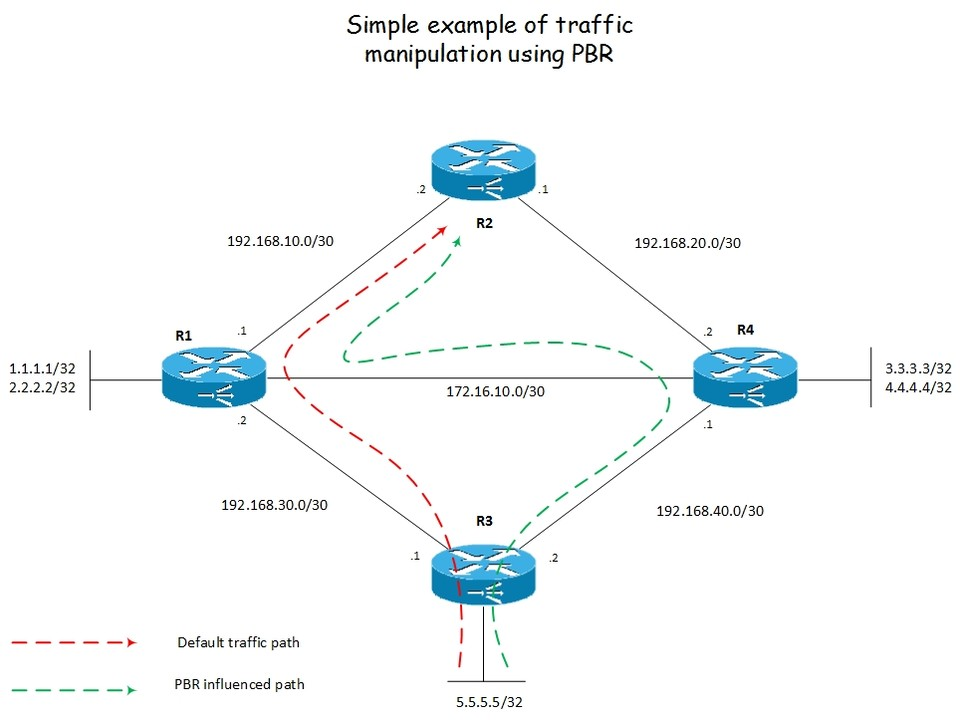 Simple example of traffic
manipulation using PBR
.2
.1
R2
192.168.10.0/30
192.168.20.0/30
R1
.1
.2
R4
1.1.1.1/32
2.2.2.2/32
3.3.3.3/32
4.4.4.4/32
172.16.10.0/30
.2
.1
192.168.30.0/30
192.168.40.0/30
R3
.1
.2
Default traffic path
PBR influenced path
5.5.5.5/32